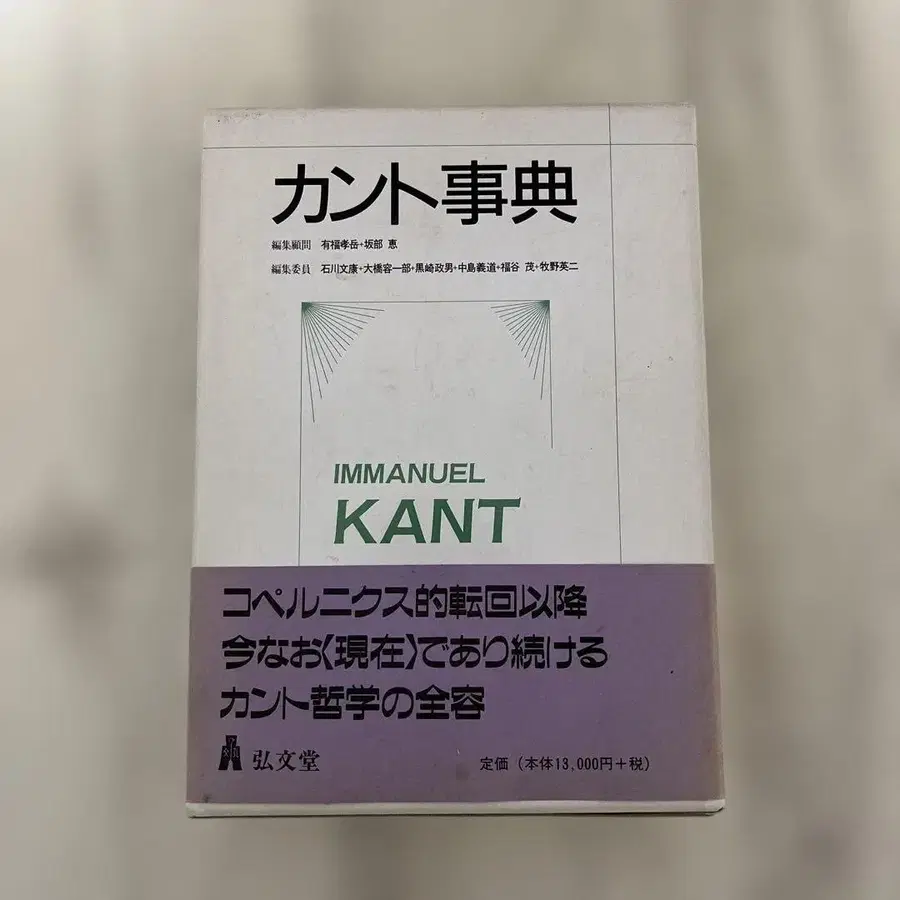 カント事典
編集顧問 有福孝岳+坂部 恵
編集委員 石川文康+大橋容一郎+黒崎政男+中島義道+福谷 茂+牧野英二
IMMANUEL
KANT
コペルニクス的転回以降
今なお〈現在〉であり続ける
カント哲学の全容
弘文堂
定価（本体13,000円＋税）